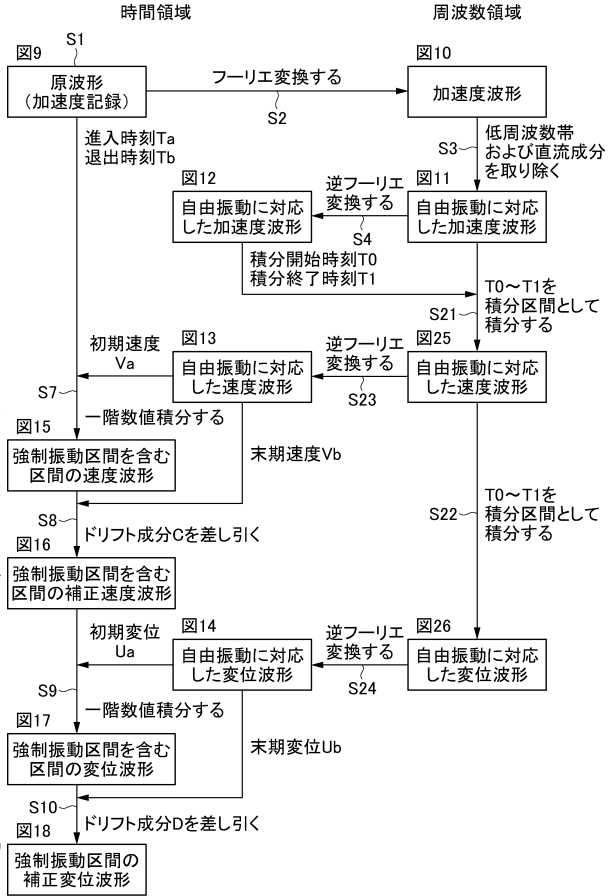 時間領域
周波数領域
図9
S1
原波形
(加速度記録)
フーリエ変換する
S2
図10
加速度波形
進入時刻Ta
退出時刻Tb
S3
低周波数帯
および直流成分
を取り除く
図12
自由振動に対応
した加速度波形
逆フーリエ
変換する
S4
図11
自由振動に対応
した加速度波形
積分開始時刻T0
積分終了時刻T1
S21
T0～T1を
積分区間として
積分する
初期速度
Va
図13
自由振動に対応
した速度波形
逆フーリエ
変換する
S23
図25
自由振動に対応
した速度波形
S7
一階数値積分する
図15
強制振動区間を含む
区間の速度波形
末期速度Vb
S8
ドリフト成分Cを差し引く
S22
T0～T1を
積分区間として
積分する
図16
強制振動区間を含む
区間の補正速度波形
初期変位
Ua
図14
自由振動に対応
した変位波形
逆フーリエ
変換する
S24
図26
自由振動に対応
した変位波形
S9
一階数値積分する
図17
強制振動区間を含む
区間の変位波形
末期変位Ub
S10
ドリフト成分Dを差し引く
図18
強制振動区間の
補正変位波形